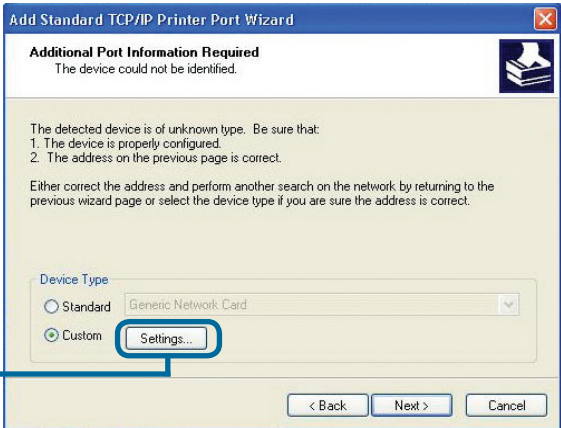 Add Standard TCP/IP Printer Port Wizard
Additional Port Information Required
The device could not be identified.
The detected device is of unknown type. Be sure that:
1. The device is properly configured.
2. The address on the previous page is correct.
Either correct the address and perform another search on the network by returning to the
previous wizard page or select the device type if you are sure the address is correct.
Device Type
Standard
Generic Network Card
Custom
Settings...
< Back
Next >
Cancel